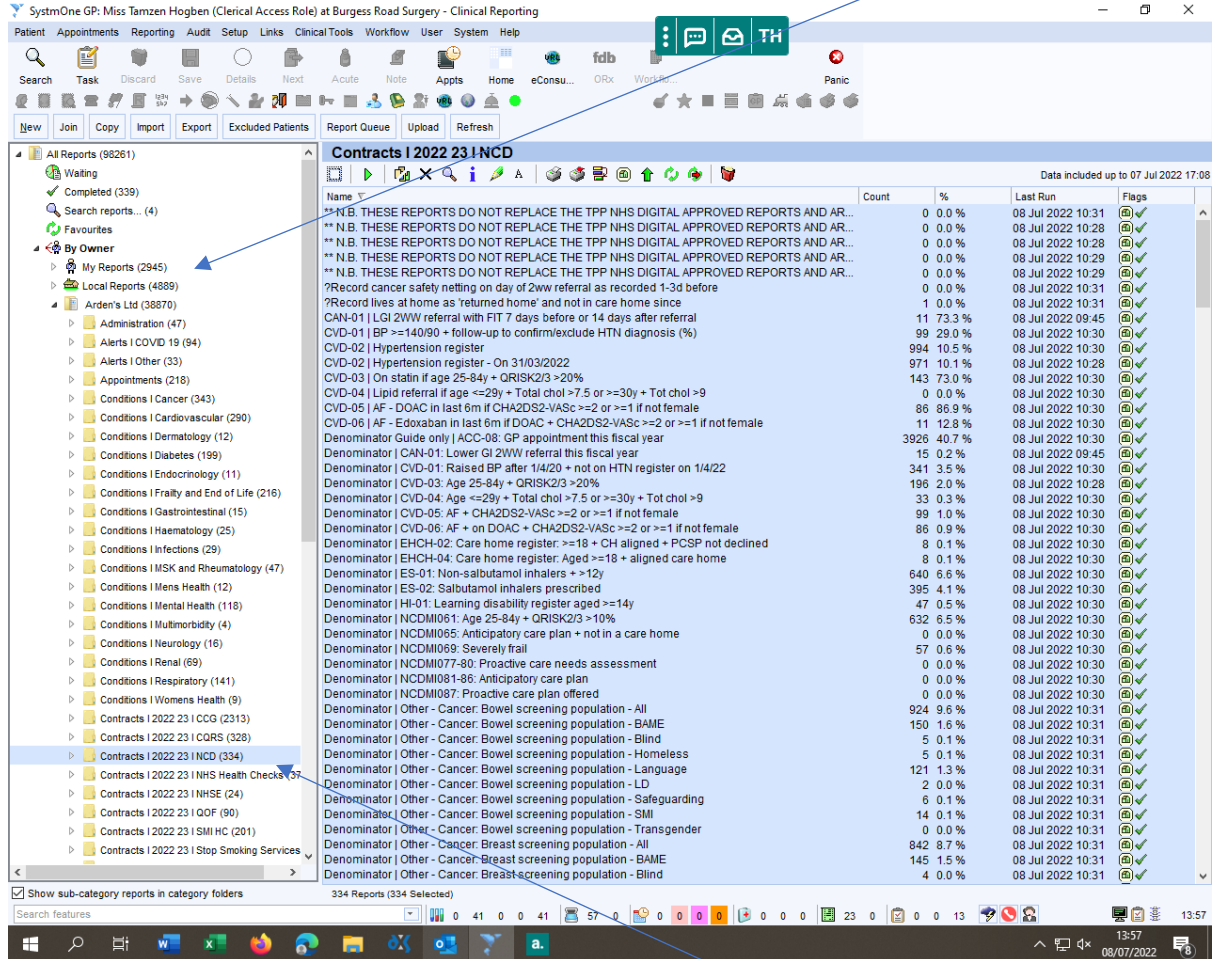 SystmOne GP: Miss Tamzen Hogben (Clerical Access Role) at Burgess Road Surgery - Clinical Reporting
Patient Appointments Reporting Audit Setup Links Clinical Tools Workflow User System Help
TH
Search Task Discard Save Details Next Acute Note Appts Home eConsu... ORx Workflo... Panic
fdb
New Join Copy Import Export Excluded Patients Report Queue Upload Refresh
All Reports (98261)
Waiting
Completed (339)
Search reports... (4)
Favourites
By Owner
My Reports (2945)
Local Reports (4889)
Arden's Ltd (38870)
Administration (47)
Alerts I COVID 19 (94)
Alerts I Other (33)
Appointments (218)
Conditions I Cancer (343)
Conditions I Cardiovascular (290)
Conditions I Dermatology (12)
Conditions I Diabetes (199)
Conditions I Endocrinology (11)
Conditions I Frailty and End of Life (216)
Conditions I Gastrointestinal (15)
Conditions I Haematology (25)
Conditions I Infections (29)
Conditions I MSK and Rheumatology (47)
Conditions I Mens Health (12)
Conditions I Mental Health (118)
Conditions I Multimorbidity (4)
Conditions I Neurology (16)
Conditions I Renal (69)
Conditions I Respiratory (141)
Conditions I Womens Health (9)
Contracts I 2022 23 I CCG (2313)
Contracts I 2022 23 I CQRS (328)
Contracts I 2022 23 I NCD (334)
Contracts I 2022 23 I NHS Health Checks (37
Contracts I 2022 23 I NHSE (24)
Contracts I 2022 23 I QOF (90)
Contracts I 2022 23 I SMI HC (201)
Contracts I 2022 23 I Stop Smoking Services
Show sub-category reports in category folders
Contracts I 2022 23 I NCD
Data included up to 07 Jul 2022 17:08
Name Count % Last Run Flags
** N.B. THESE REPORTS DO NOT REPLACE THE TPP NHS DIGITAL APPROVED REPORTS AND AR... 0 0.0 % 08 Jul 2022 10:31
** N.B. THESE REPORTS DO NOT REPLACE THE TPP NHS DIGITAL APPROVED REPORTS AND AR... 0 0.0 % 08 Jul 2022 10:28
** N.B. THESE REPORTS DO NOT REPLACE THE TPP NHS DIGITAL APPROVED REPORTS AND AR... 0 0.0 % 08 Jul 2022 10:28
** N.B. THESE REPORTS DO NOT REPLACE THE TPP NHS DIGITAL APPROVED REPORTS AND AR... 0 0.0 % 08 Jul 2022 10:29
** N.B. THESE REPORTS DO NOT REPLACE THE TPP NHS DIGITAL APPROVED REPORTS AND AR... 0 0.0 % 08 Jul 2022 10:29
?Record cancer safety netting on day of 2ww referral as recorded 1-3d before 0 0.0 % 08 Jul 2022 10:31
?Record lives at home as 'returned home' and not in care home since 1 0.0 % 08 Jul 2022 10:31
CAN-01 | LGI 2WW referral with FIT 7 days before or 14 days after referral 11 73.3 % 08 Jul 2022 09:45
CVD-01 | BP >=140/90 + follow-up to confirm/exclude HTN diagnosis (%) 99 29.0 % 08 Jul 2022 10:30
CVD-02 | Hypertension register 994 10.5 % 08 Jul 2022 10:30
CVD-02 | Hypertension register - On 31/03/2022 971 10.1 % 08 Jul 2022 10:28
CVD-03 | On statin if age 25-84y + QRISK2/3 >20% 143 73.0 % 08 Jul 2022 10:30
CVD-04 | Lipid referral if age <=29y + Total chol >7.5 or >=30y + Tot chol >9 0 0.0 % 08 Jul 2022 10:30
CVD-05 | AF - DOAC in last 6m if CHA2DS2-VASc >=2 or >=1 if not female 86 86.9 % 08 Jul 2022 10:30
CVD-06 | AF - Edoxaban in last 6m if DOAC + CHA2DS2-VASc >=2 or >=1 if not female 11 12.8 % 08 Jul 2022 10:30
Denominator Guide only | ACC-08: GP appointment this fiscal year 3926 40.7 % 08 Jul 2022 10:30
Denominator | CAN-01: Lower GI 2WW referral this fiscal year 15 0.2 % 08 Jul 2022 09:45
Denominator | CVD-01: Raised BP after 1/4/20 + not on HTN register on 1/4/22 341 3.5 % 08 Jul 2022 10:30
Denominator | CVD-03: Age 25-84y + QRISK2/3 >20% 196 2.0 % 08 Jul 2022 10:28
Denominator | CVD-04: Age <=29y + Total chol >7.5 or >=30y + Tot chol >9 33 0.3 % 08 Jul 2022 10:30
Denominator | CVD-05: AF + CHA2DS2-VASc >=2 or >=1 if not female 99 1.0 % 08 Jul 2022 10:30
Denominator | CVD-06: AF + on DOAC + CHA2DS2-VASc >=2 or >=1 if not female 86 0.9 % 08 Jul 2022 10:30
Denominator | EHCH-02: Care home register: >=18 + CH aligned + PCSP not declined 8 0.1 % 08 Jul 2022 10:30
Denominator | EHCH-04: Care home register: Aged >=18 + aligned care home 8 0.1 % 08 Jul 2022 10:30
Denominator | ES-01: Non-salbutamol inhalers + >12y 640 6.6 % 08 Jul 2022 10:30
Denominator | ES-02: Salbutamol inhalers prescribed 395 4.1 % 08 Jul 2022 10:30
Denominator | HI-01: Learning disability register aged >=14y 47 0.5 % 08 Jul 2022 10:30
Denominator | NCDMI061: Age 25-84y + QRISK2/3 >10% 632 6.5 % 08 Jul 2022 10:30
Denominator | NCDMI065: Anticipatory care plan + not in a care home 0 0.0 % 08 Jul 2022 10:30
Denominator | NCDMI069: Severely frail 57 0.6 % 08 Jul 2022 10:30
Denominator | NCDMI077-80: Proactive care needs assessment 0 0.0 % 08 Jul 2022 10:30
Denominator | NCDMI081-86: Anticipatory care plan 0 0.0 % 08 Jul 2022 10:30
Denominator | NCDMI087: Proactive care plan offered 0 0.0 % 08 Jul 2022 10:30
Denominator | Other - Cancer: Bowel screening population - All 924 9.6 % 08 Jul 2022 10:31
Denominator | Other - Cancer: Bowel screening population - BAME 150 1.6 % 08 Jul 2022 10:31
Denominator | Other - Cancer: Bowel screening population - Blind 5 0.1 % 08 Jul 2022 10:31
Denominator | Other - Cancer: Bowel screening population - Homeless 5 0.1 % 08 Jul 2022 10:31
Denominator | Other - Cancer: Bowel screening population - Language 121 1.3 % 08 Jul 2022 10:31
Denominator | Other - Cancer: Bowel screening population - LD 2 0.0 % 08 Jul 2022 10:31
Denominator | Other - Cancer: Bowel screening population - Safeguarding 6 0.1 % 08 Jul 2022 10:31
Denominator | Other - Cancer: Bowel screening population - SMI 14 0.1 % 08 Jul 2022 10:31
Denominator | Other - Cancer: Bowel screening population - Transgender 0 0.0 % 08 Jul 2022 10:31
Denominator | Other - Cancer: Breast screening population - All 842 8.7 % 08 Jul 2022 10:31
Denominator | Other - Cancer: Breast screening population - BAME 145 1.5 % 08 Jul 2022 10:31
Denominator | Other - Cancer: Breast screening population - Blind 4 0.0 % 08 Jul 2022 10:31
334 Reports (334 Selected)
Search features 0 41 0 0 41 57 0 0 0 0 0 0 0 0 23 0 0 0 13 13:57
a. 13:57
08/07/2022